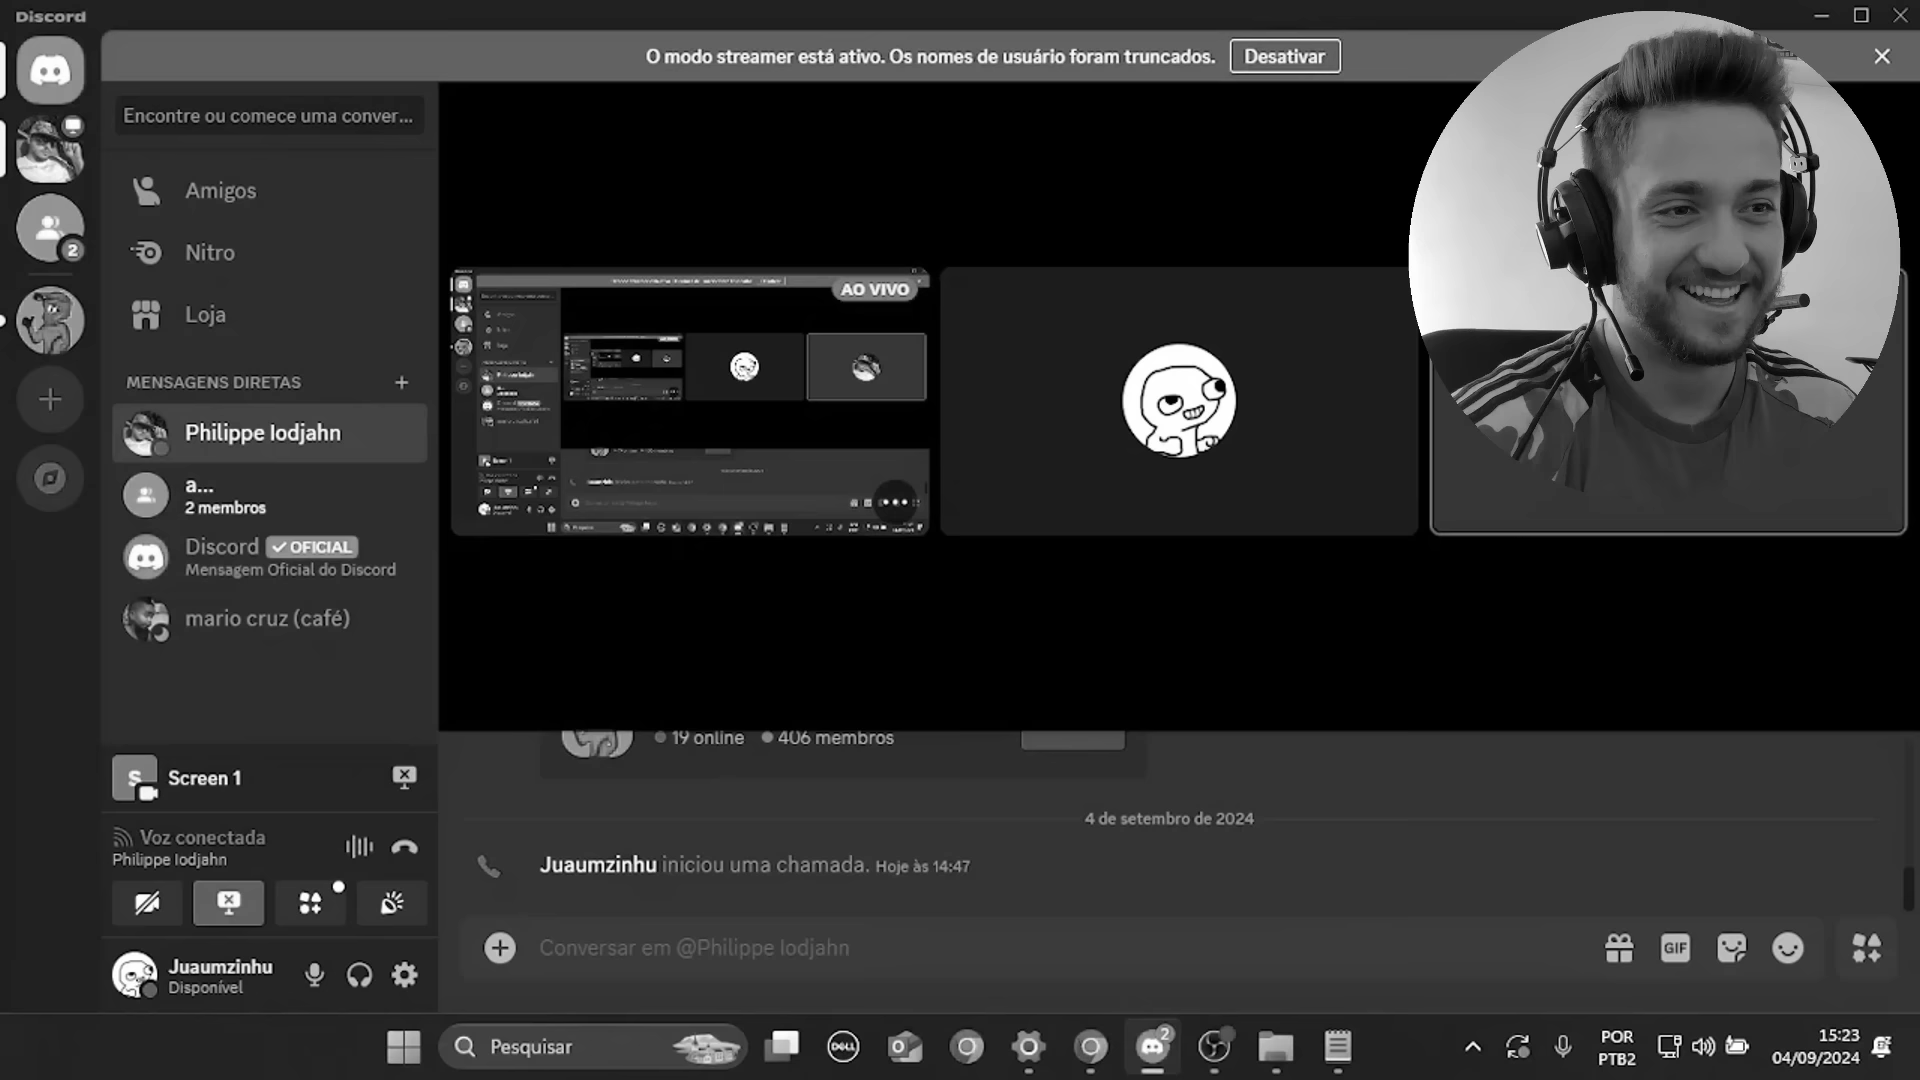 Discord
O modo streamer está ativo. Os nomes de usuário foram truncados.
Desativar
Encontre ou comece uma conver...
2
Amigos
Nitro
Loja
MENSAGENS DIRETAS
Philippe Iodjahn
a...
2 membros
Discord
OFICIAL
Mensagem Oficial do Discord
mario cruz (café)
AO VIVO
19 online
406 membros
S
Screen 1
4 de setembro de 2024
Voz conectada
Philippe Iodjahn
Juaumzinhu iniciou uma chamada. Hoje às 14:47
Conversar em @Philippe Iodjahn
GIF
Juaumzinhu
Disponível
Pesquisar
DELL
2
POR
PTB2
15:23
04/09/2024